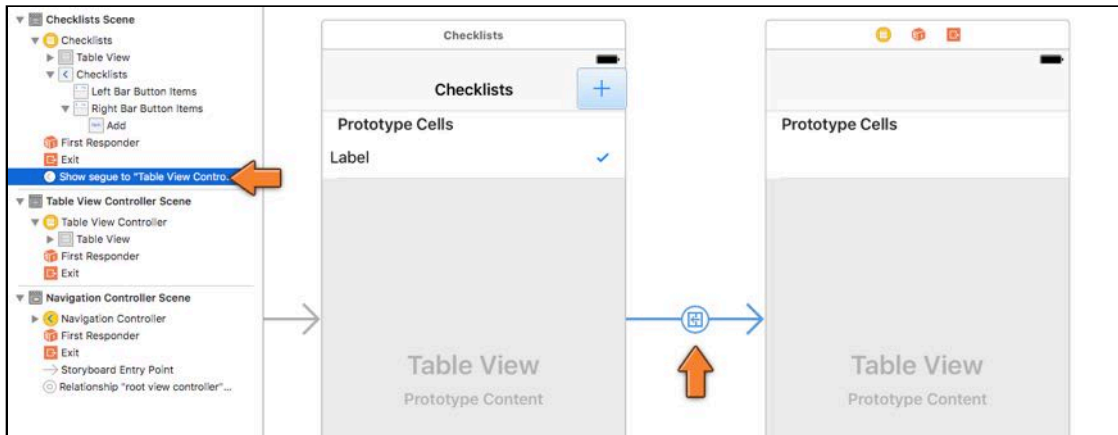 Checklists Scene
Checklists
Table View
Checklists
Left Bar Button Items
Right Bar Button Items
Add
First Responder
Exit
Show segue to "Table View Contro...
Table View Controller Scene
Table View Controller
Table View
First Responder
Exit
Navigation Controller Scene
Navigation Controller
First Responder
Exit
Storyboard Entry Point
Relationship "root view controller"...
Checklists
Checklists
Prototype Cells
Label
Table View
Prototype Content
Prototype Cells
Table View
Prototype Content